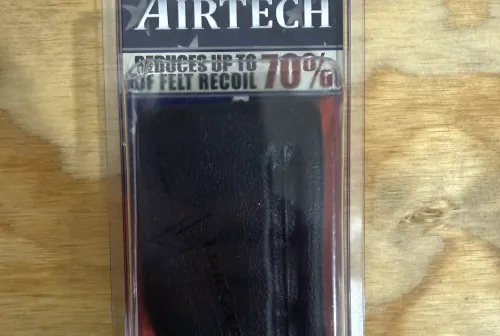 AIRTECH
REDUCES UP TO
OF FELT RECOIL 70%